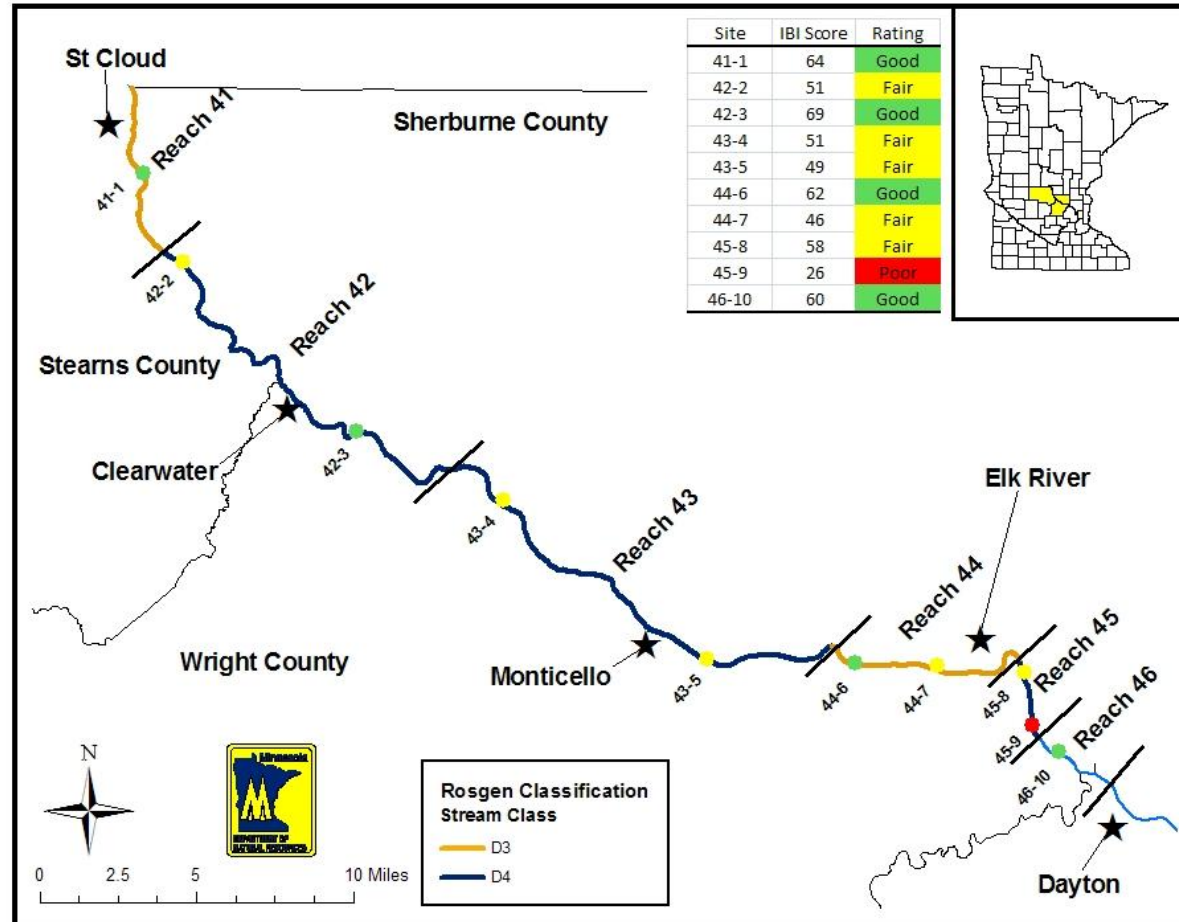 Site IBI Score Rating
41-1 64 Good
42-2 51 Fair
42-3 69 Good
43-4 51 Fair
43-5 49 Fair
44-6 62 Good
44-7 46 Fair
45-8 58 Fair
45-9 26 Poor
46-10 60 Good
St Cloud
Reach 41
Sherburne County
41-1
42-2
Reach 42
Stearns County
Clearwater
42-3
43-4
Reach 43
Elk River
Reach 44
Wright County
Monticello
43-5
44-6
44-7
45-8
Reach 45
45-9
Reach 46
46-10
Dayton
N
Minnesota
M
DEPARTMENT OF
NATURAL RESOURCES
Rosgen Classification
Stream Class
D3
D4
0 2.5 5 10 Miles